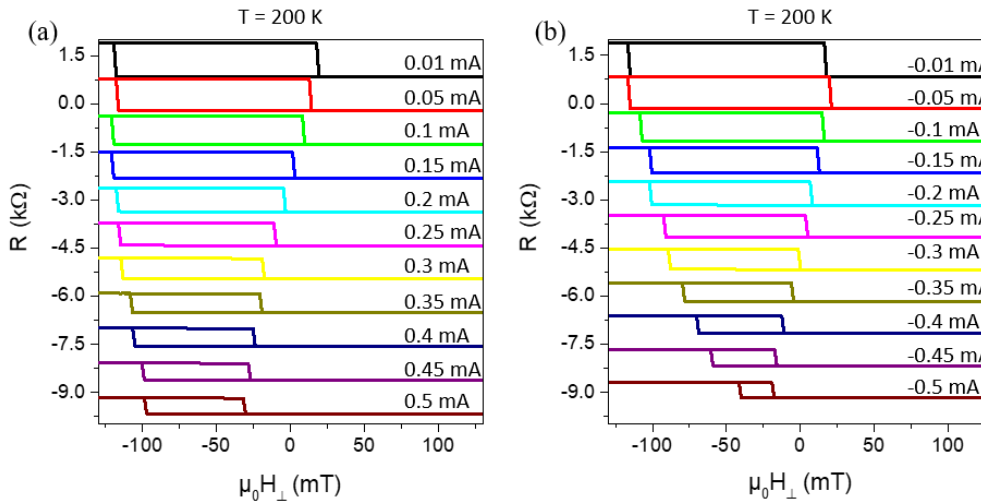 T = 200 K
(a)
1.5
0.0
-1.5
-3.0
-4.5
-6.0
-7.5
-9.0
R (kΩ)
0.01 mA
0.05 mA
0.1 mA
0.15 mA
0.2 mA
0.25 mA
0.3 mA
0.35 mA
0.4 mA
0.45 mA
0.5 mA
-100 -50 0 50 100
μ₀H⊥ (mT)
T = 200 K
(b)
1.5
0.0
-1.5
-3.0
-4.5
-6.0
-7.5
-9.0
R (kΩ)
-0.01 mA
-0.05 mA
-0.1 mA
-0.15 mA
-0.2 mA
-0.25 mA
-0.3 mA
-0.35 mA
-0.4 mA
-0.45 mA
-0.5 mA
-100 -50 0 50 100
μ₀H⊥ (mT)